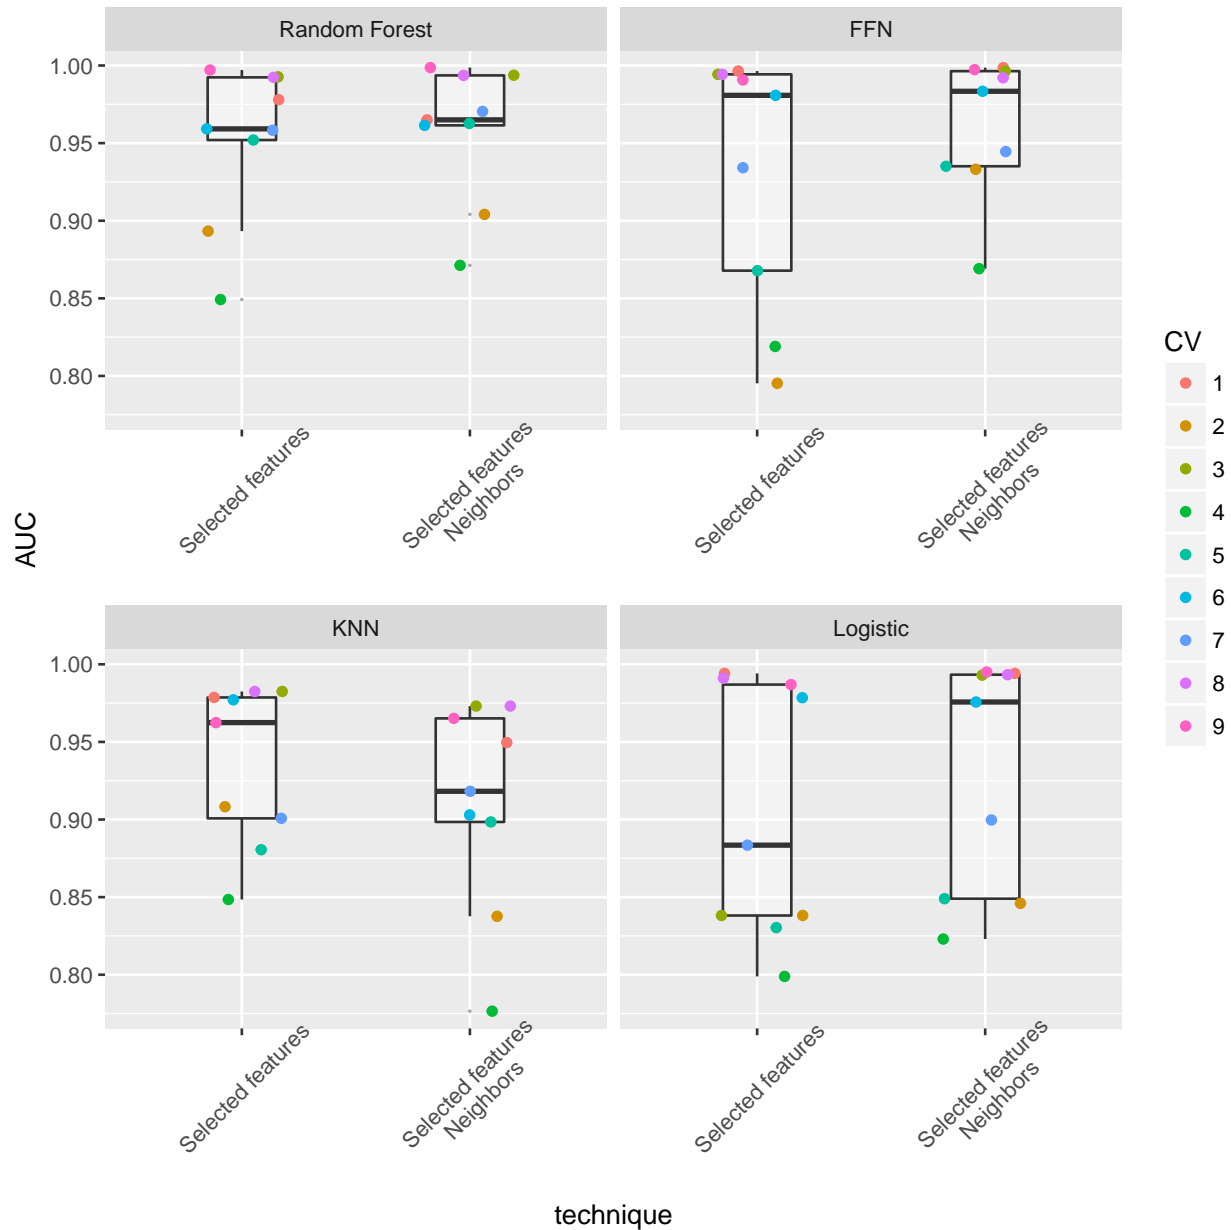 Random Forest
FFN
1.00
0.95
0.90
0.85
0.80
Selected features
Selected features
Neighbors
Selected features
Selected features
Neighbors
AUC
KNN
Logistic
1.00
0.95
0.90
0.85
0.80
Selected features
Selected features
Neighbors
Selected features
Selected features
Neighbors
technique
CV
1
2
3
4
5
6
7
8
9